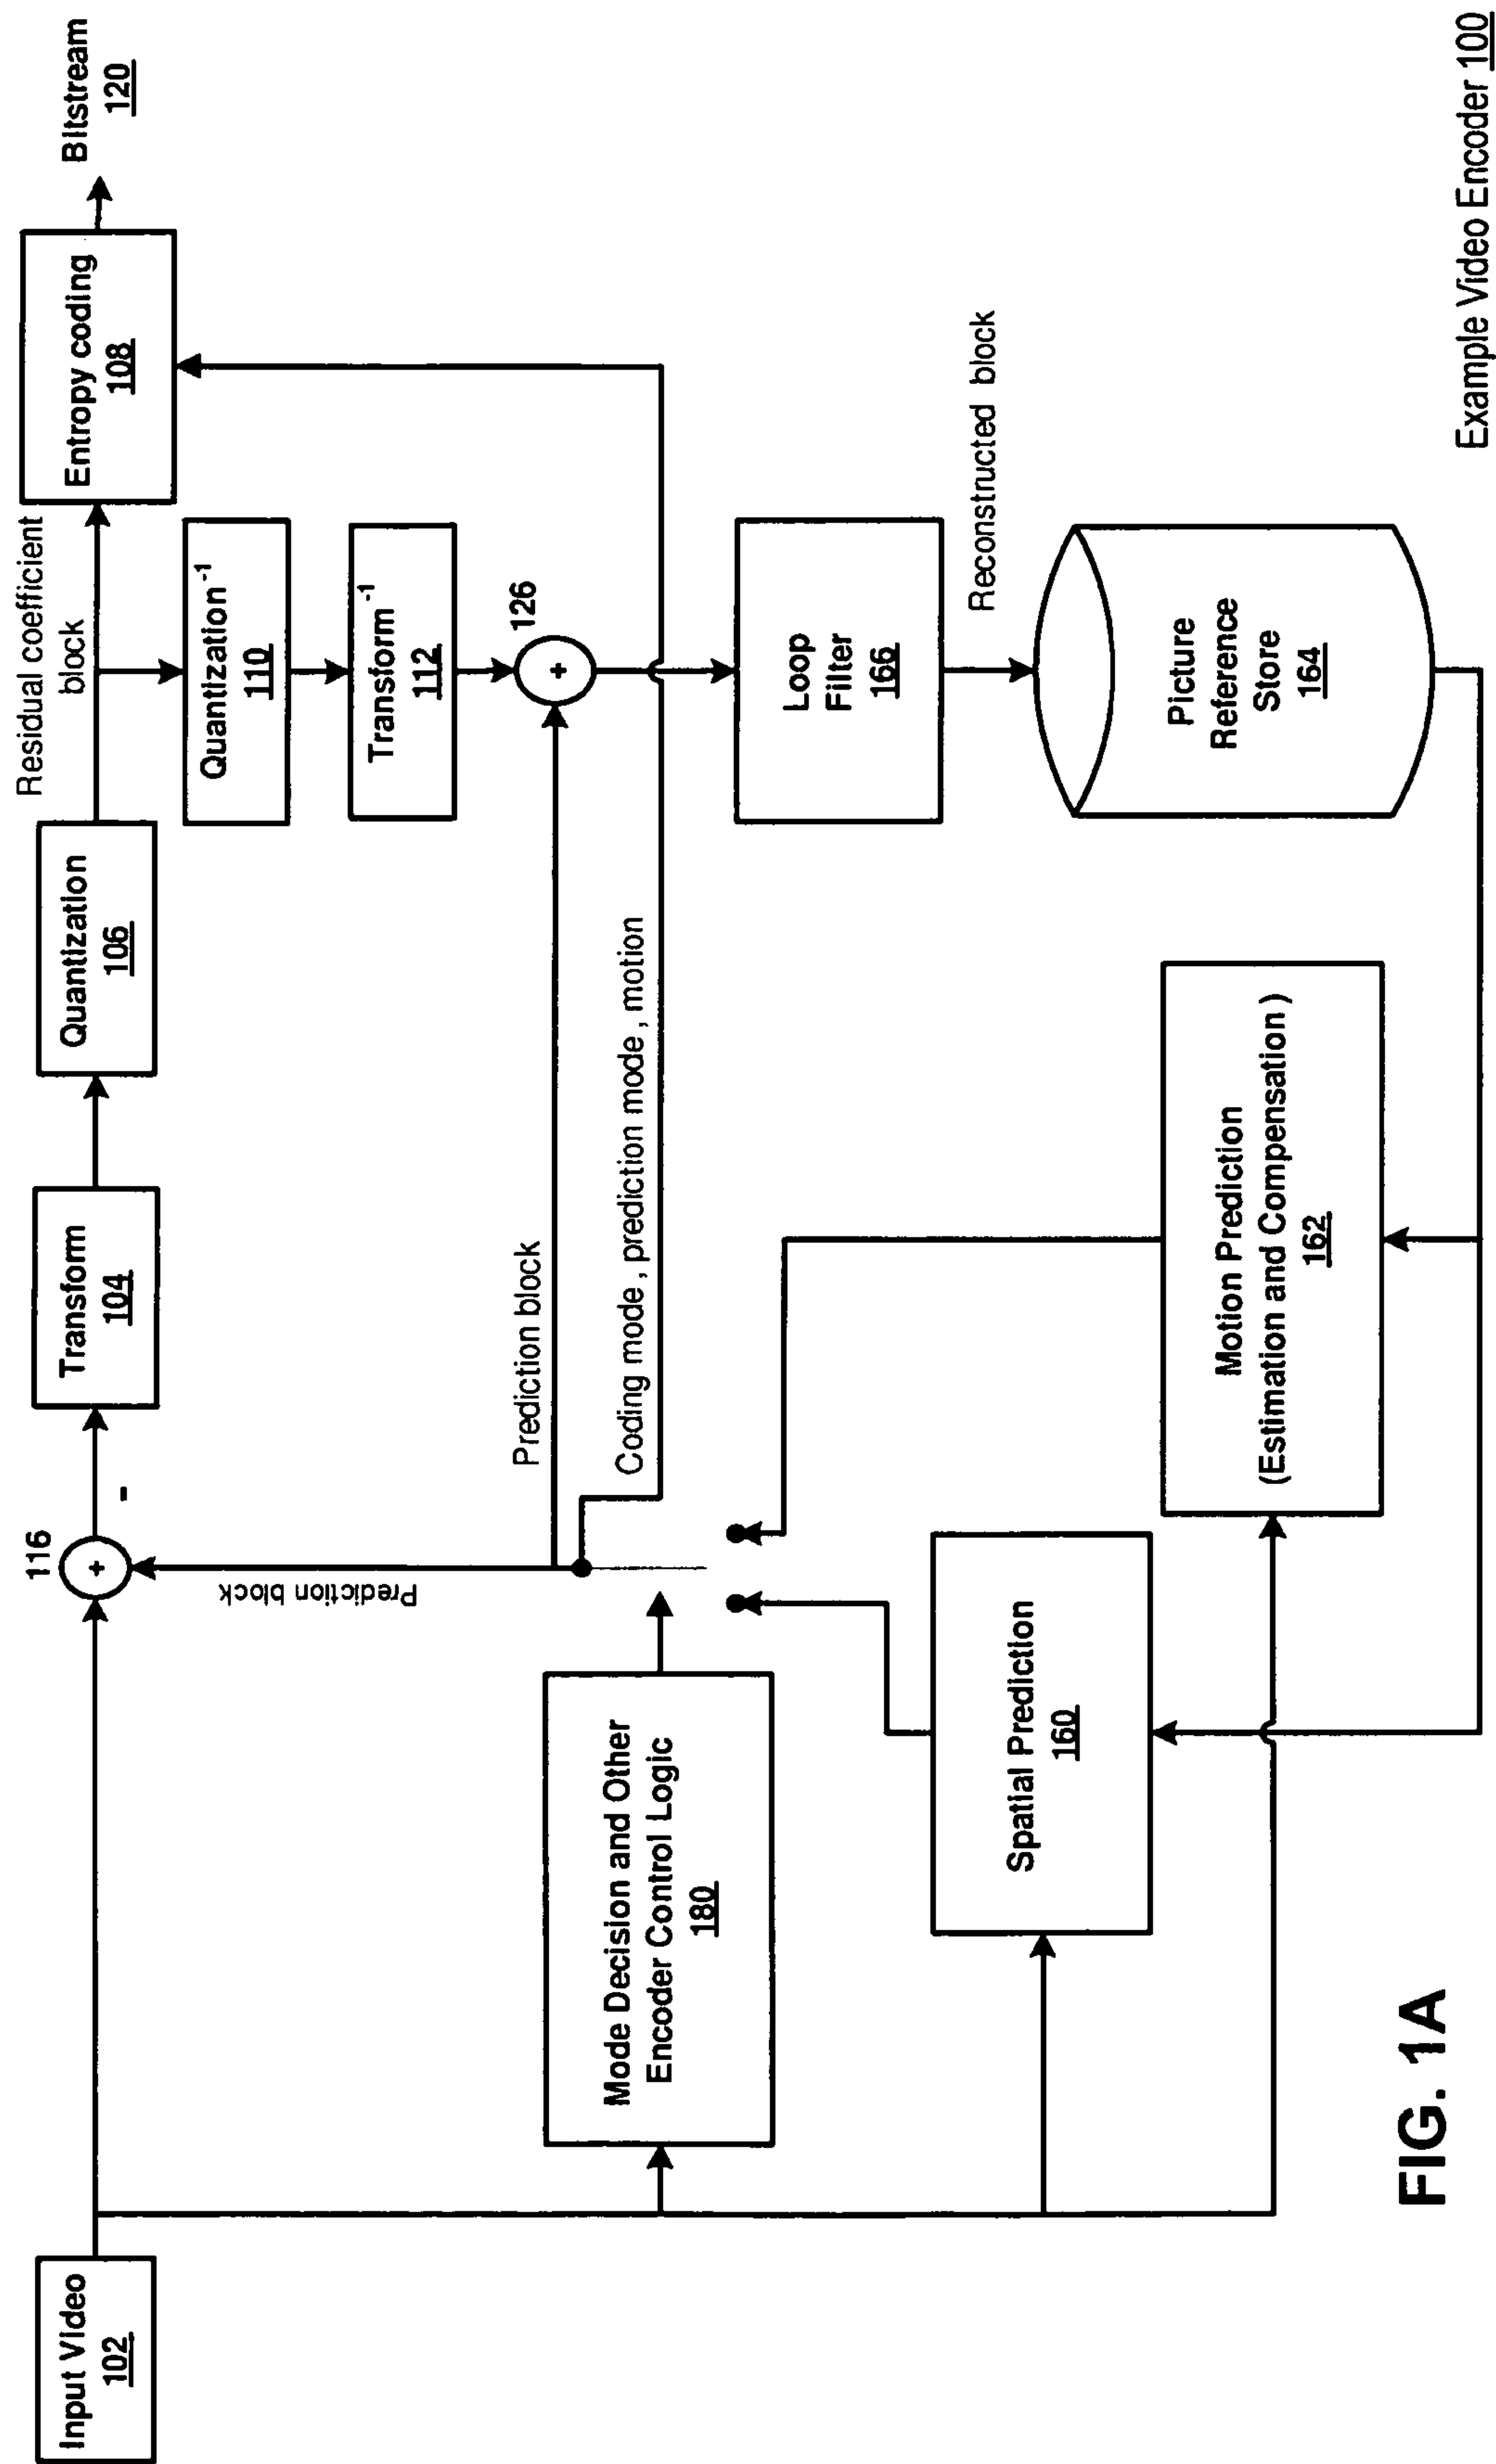 Input Video
102
116
-
+
Prediction block
Transform
104
Quantization
106
Residual coefficient
block
Entropy coding
108
Bitstream
120
Quantization-1
110
Transform-1
112
126
+
Prediction block
Coding mode, prediction mode, motion
Mode Decision and Other
Encoder Control Logic
180
Spatial Prediction
160
Motion Prediction
(Estimation and Compensation)
162
Loop
Filter
166
Reconstructed block
Picture
Reference
Store
164
FIG. 1A
Example Video Encoder 100